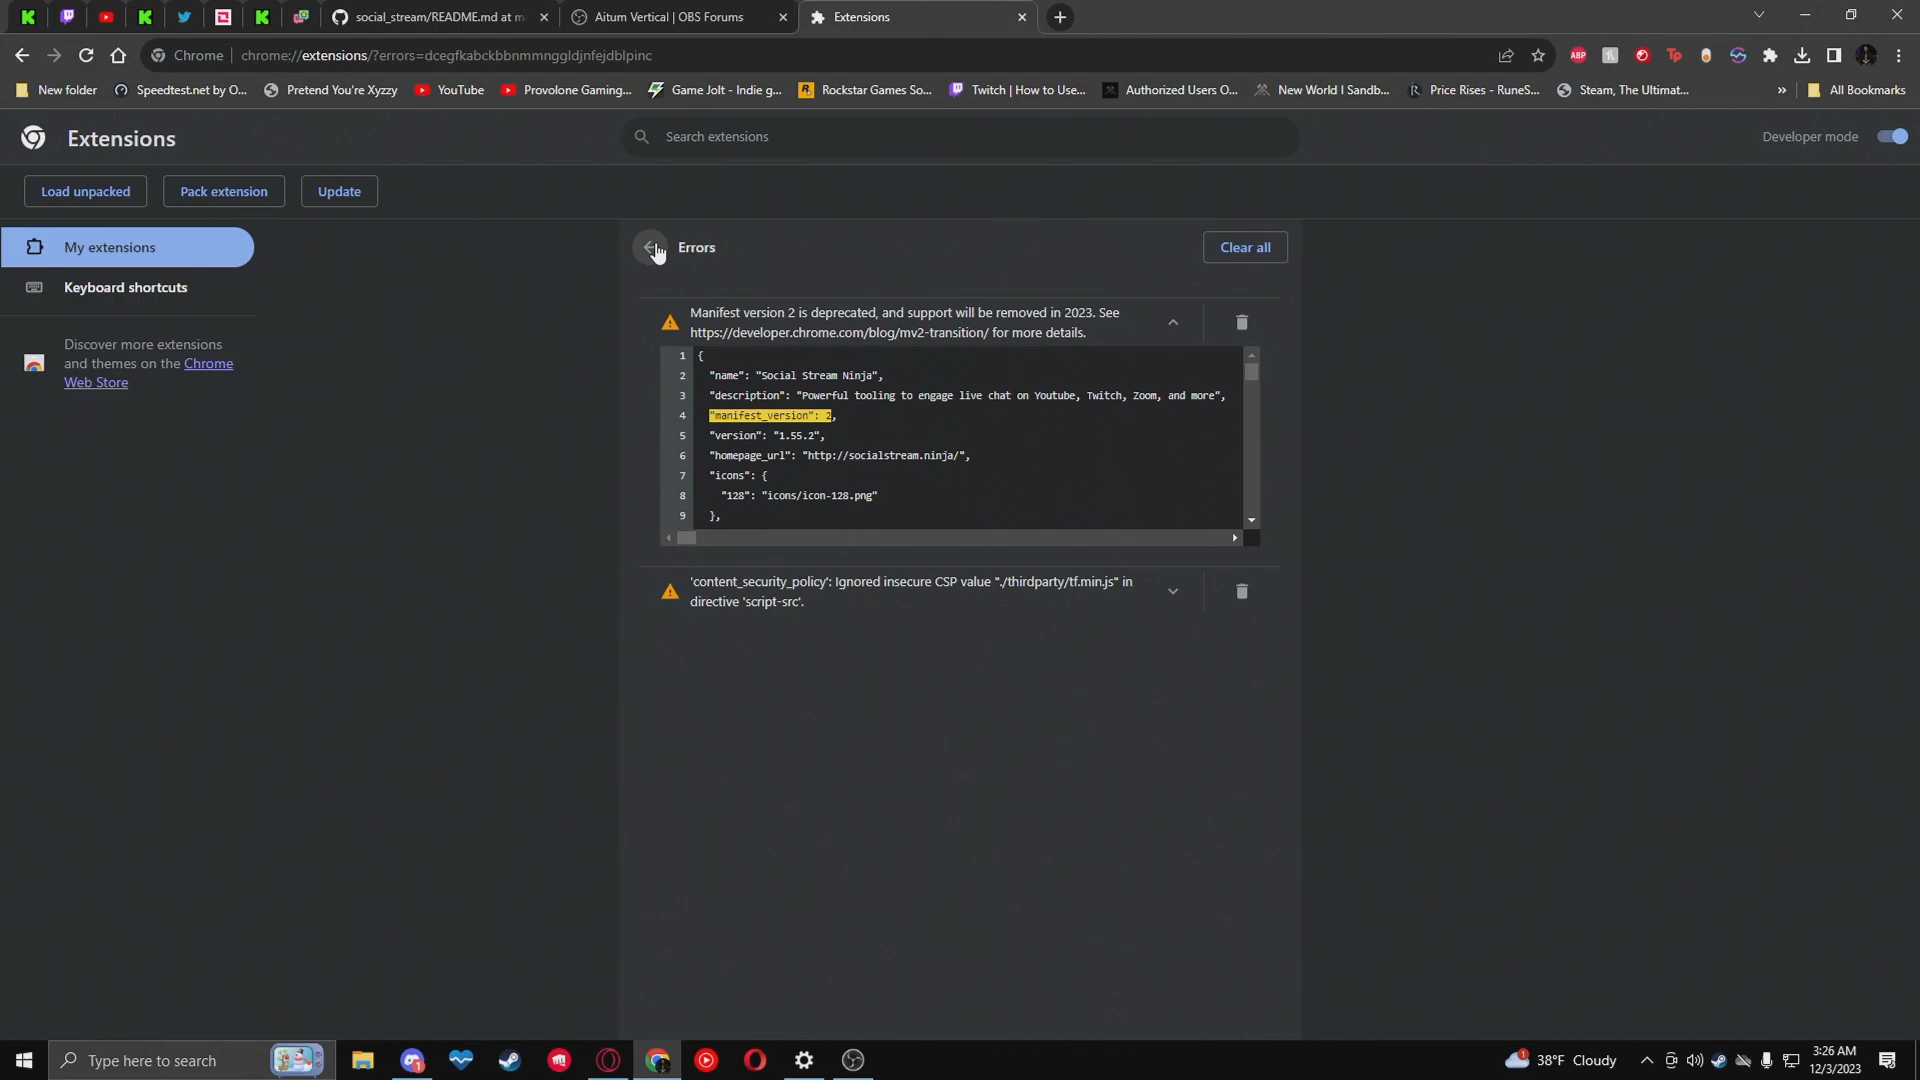 social_stream/README.md at m
Aitum Vertical | OBS Forums
Extensions
Chrome
chrome://extensions/?errors=dcegfkabckbbnmmnggldjnfejdblpinc
New folder
Speedtest.net by O...
Pretend You're Xyzzy
YouTube
Provolone Gaming,...
Game Jolt - Indie g...
Rockstar Games So...
Twitch | How to Use...
Authorized Users O...
New World I Sandb...
Price Rises - RuneS...
Steam, The Ultimat...
»
All Bookmarks
Extensions
Search extensions
Developer mode
Load unpacked
Pack extension
Update
My extensions
Keyboard shortcuts
Discover more extensions
and themes on the Chrome
Web Store
Errors
Clear all
Manifest version 2 is deprecated, and support will be removed in 2023. See
https://developer.chrome.com/blog/mv2-transition/ for more details.
1 {
2 "name": "Social Stream Ninja",
3 "description": "Powerful tooling to engage live chat on Youtube, Twitch, Zoom, and more",
4 "manifest_version": 2,
5 "version": "1.55.2",
6 "homepage_url": "http://socialstream.ninja/",
7 "icons": {
8 "128": "icons/icon-128.png"
9 },
'content_security_policy': Ignored insecure CSP value "./thirdparty/tf.min.js" in
directive 'script-src'.
Type here to search
38°F Cloudy
3:26 AM
12/3/2023